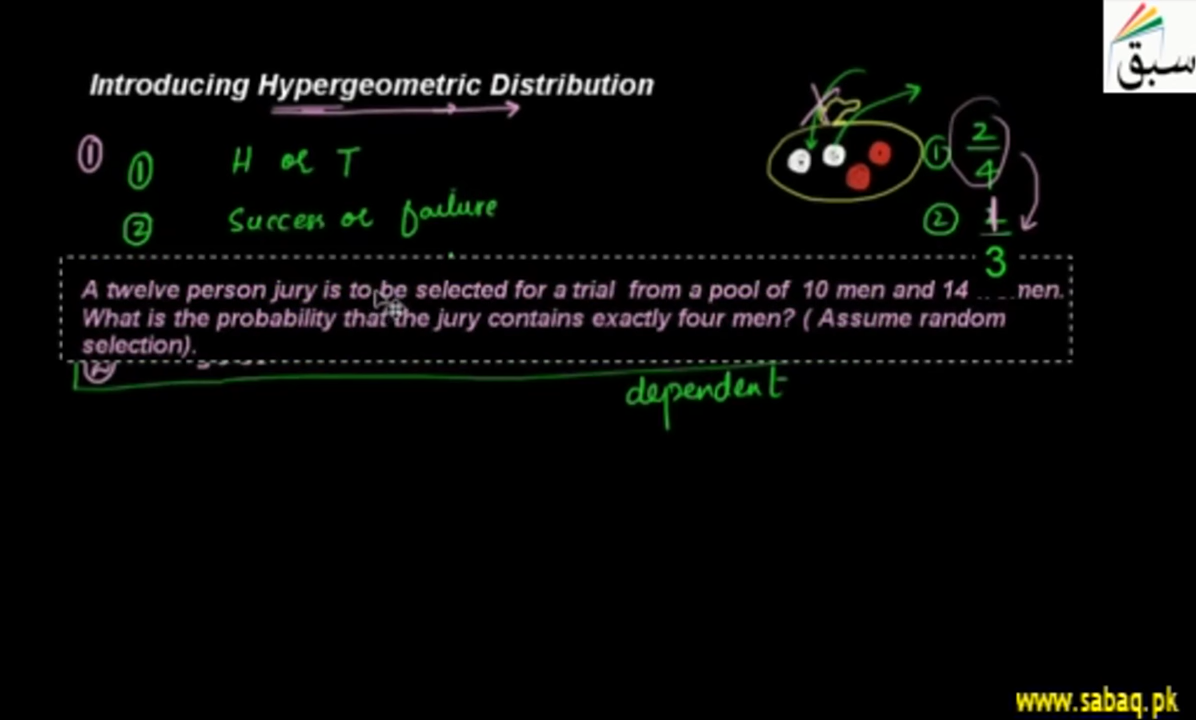 سبق
Introducing Hypergeometric Distribution
① ① H or T
② Success or failure
① 2/4
② 1/3
A twelve person jury is to be selected for a trial from a pool of 10 men and 14 men.
What is the probability that the jury contains exactly four men? ( Assume random
selection).
dependent
www.sabaq.pk